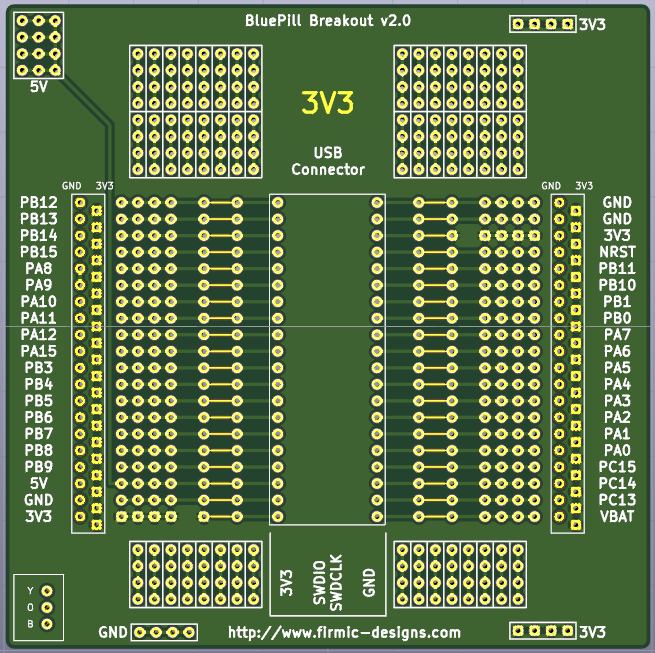 BluePill Breakout v2.0
3V3
5V
3V3
USB
Connector
GND 3V3
GND 3V3
PB12
PB13
PB14
PB15
PA8
PA9
PA10
PA11
PA12
PA15
PB3
PB4
PB5
PB6
PB7
PB8
PB9
5V
GND
3V3
GND
GND
3V3
NRST
PB11
PB10
PB1
PB0
PA7
PA6
PA5
PA4
PA3
PA2
PA1
PA0
PC15
PC14
PC13
VBAT
3V3
SWDIO
SWDCLK
GND
Y
O
B
GND
http://www.firmic-designs.com
3V3